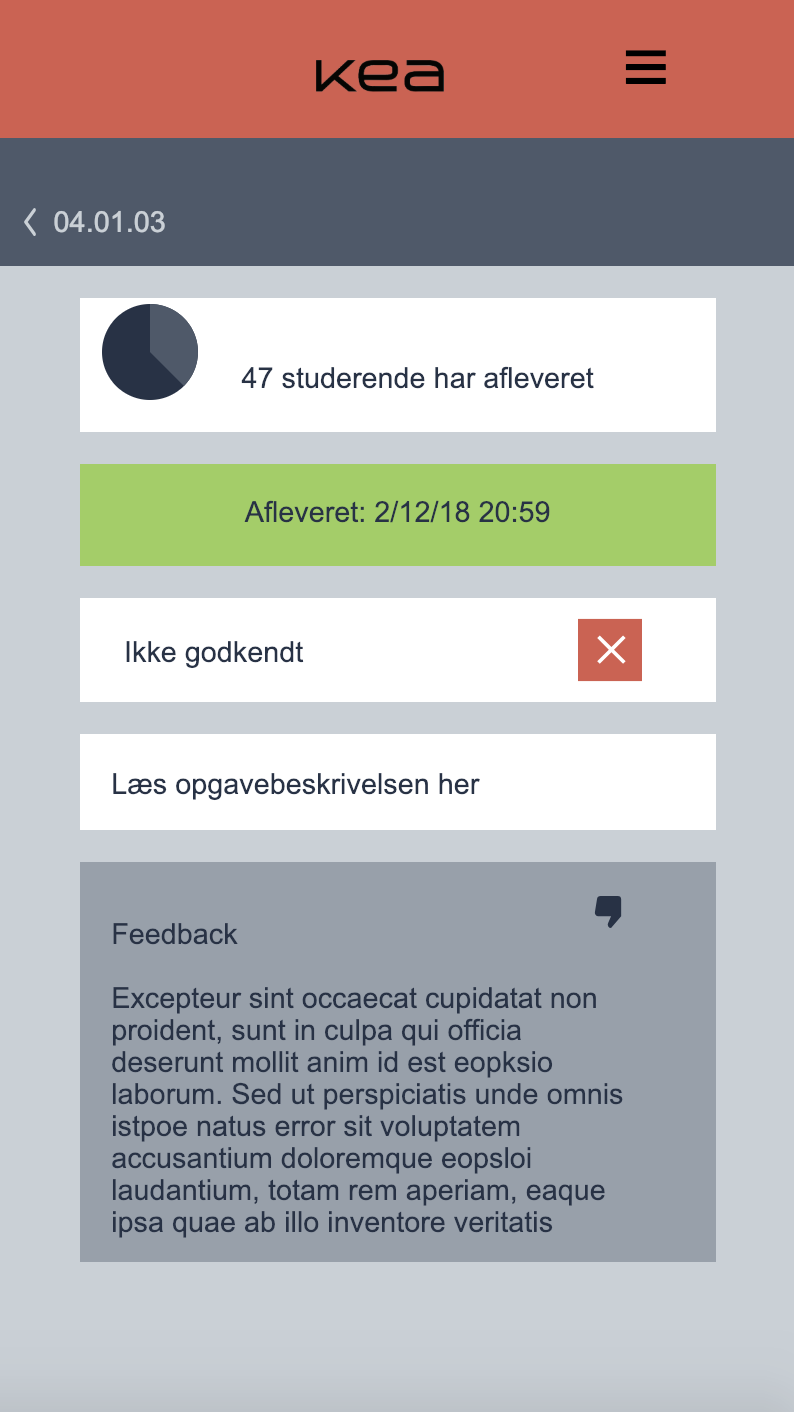 kea
04.01.03
47 studerende har afleveret
Afleveret: 2/12/18 20:59
Ikke godkendt
Læs opgavebeskrivelsen her
Feedback
Excepteur sint occaecat cupidatat non
proident, sunt in culpa qui officia
deserunt mollit anim id est eopksio
laborum. Sed ut perspiciatis unde omnis
istpoe natus error sit voluptatem
accusantium doloremque eopsloi
laudantium, totam rem aperiam, eaque
ipsa quae ab illo inventore veritatis